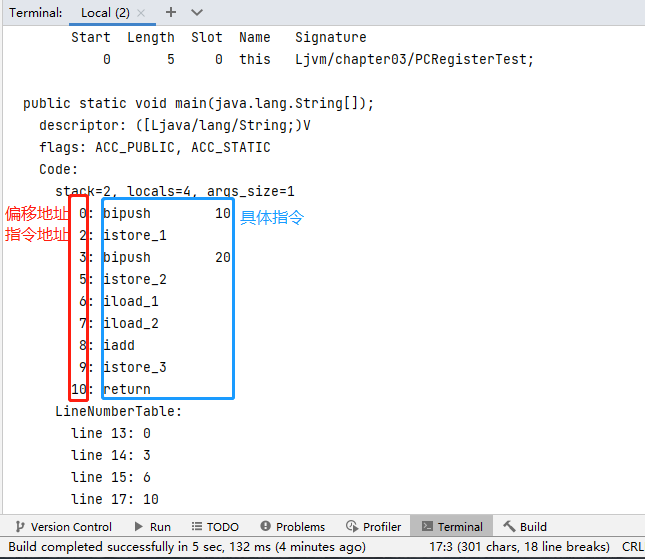 Terminal: Local (2) × +
Start Length Slot Name Signature
0 5 0 this Ljvm/chapter03/PCRegisterTest;
public static void main(java.lang.String[]);
descriptor: ([Ljava/lang/String;)V
flags: ACC_PUBLIC, ACC_STATIC
Code:
stack=2, locals=4, args_size=1
偏移地址 0: bipush 10 具体指令
指令地址 2: istore_1
3: bipush 20
5: istore_2
6: iload_1
7: iload_2
8: iadd
9: istore_3
10: return
LineNumberTable:
line 13: 0
line 14: 3
line 15: 6
line 17: 10
Version Control Run TODO Problems Profiler Terminal Build
Build completed successfully in 5 sec, 132 ms (4 minutes ago) 17:3 (301 chars, 18 line breaks) CRL